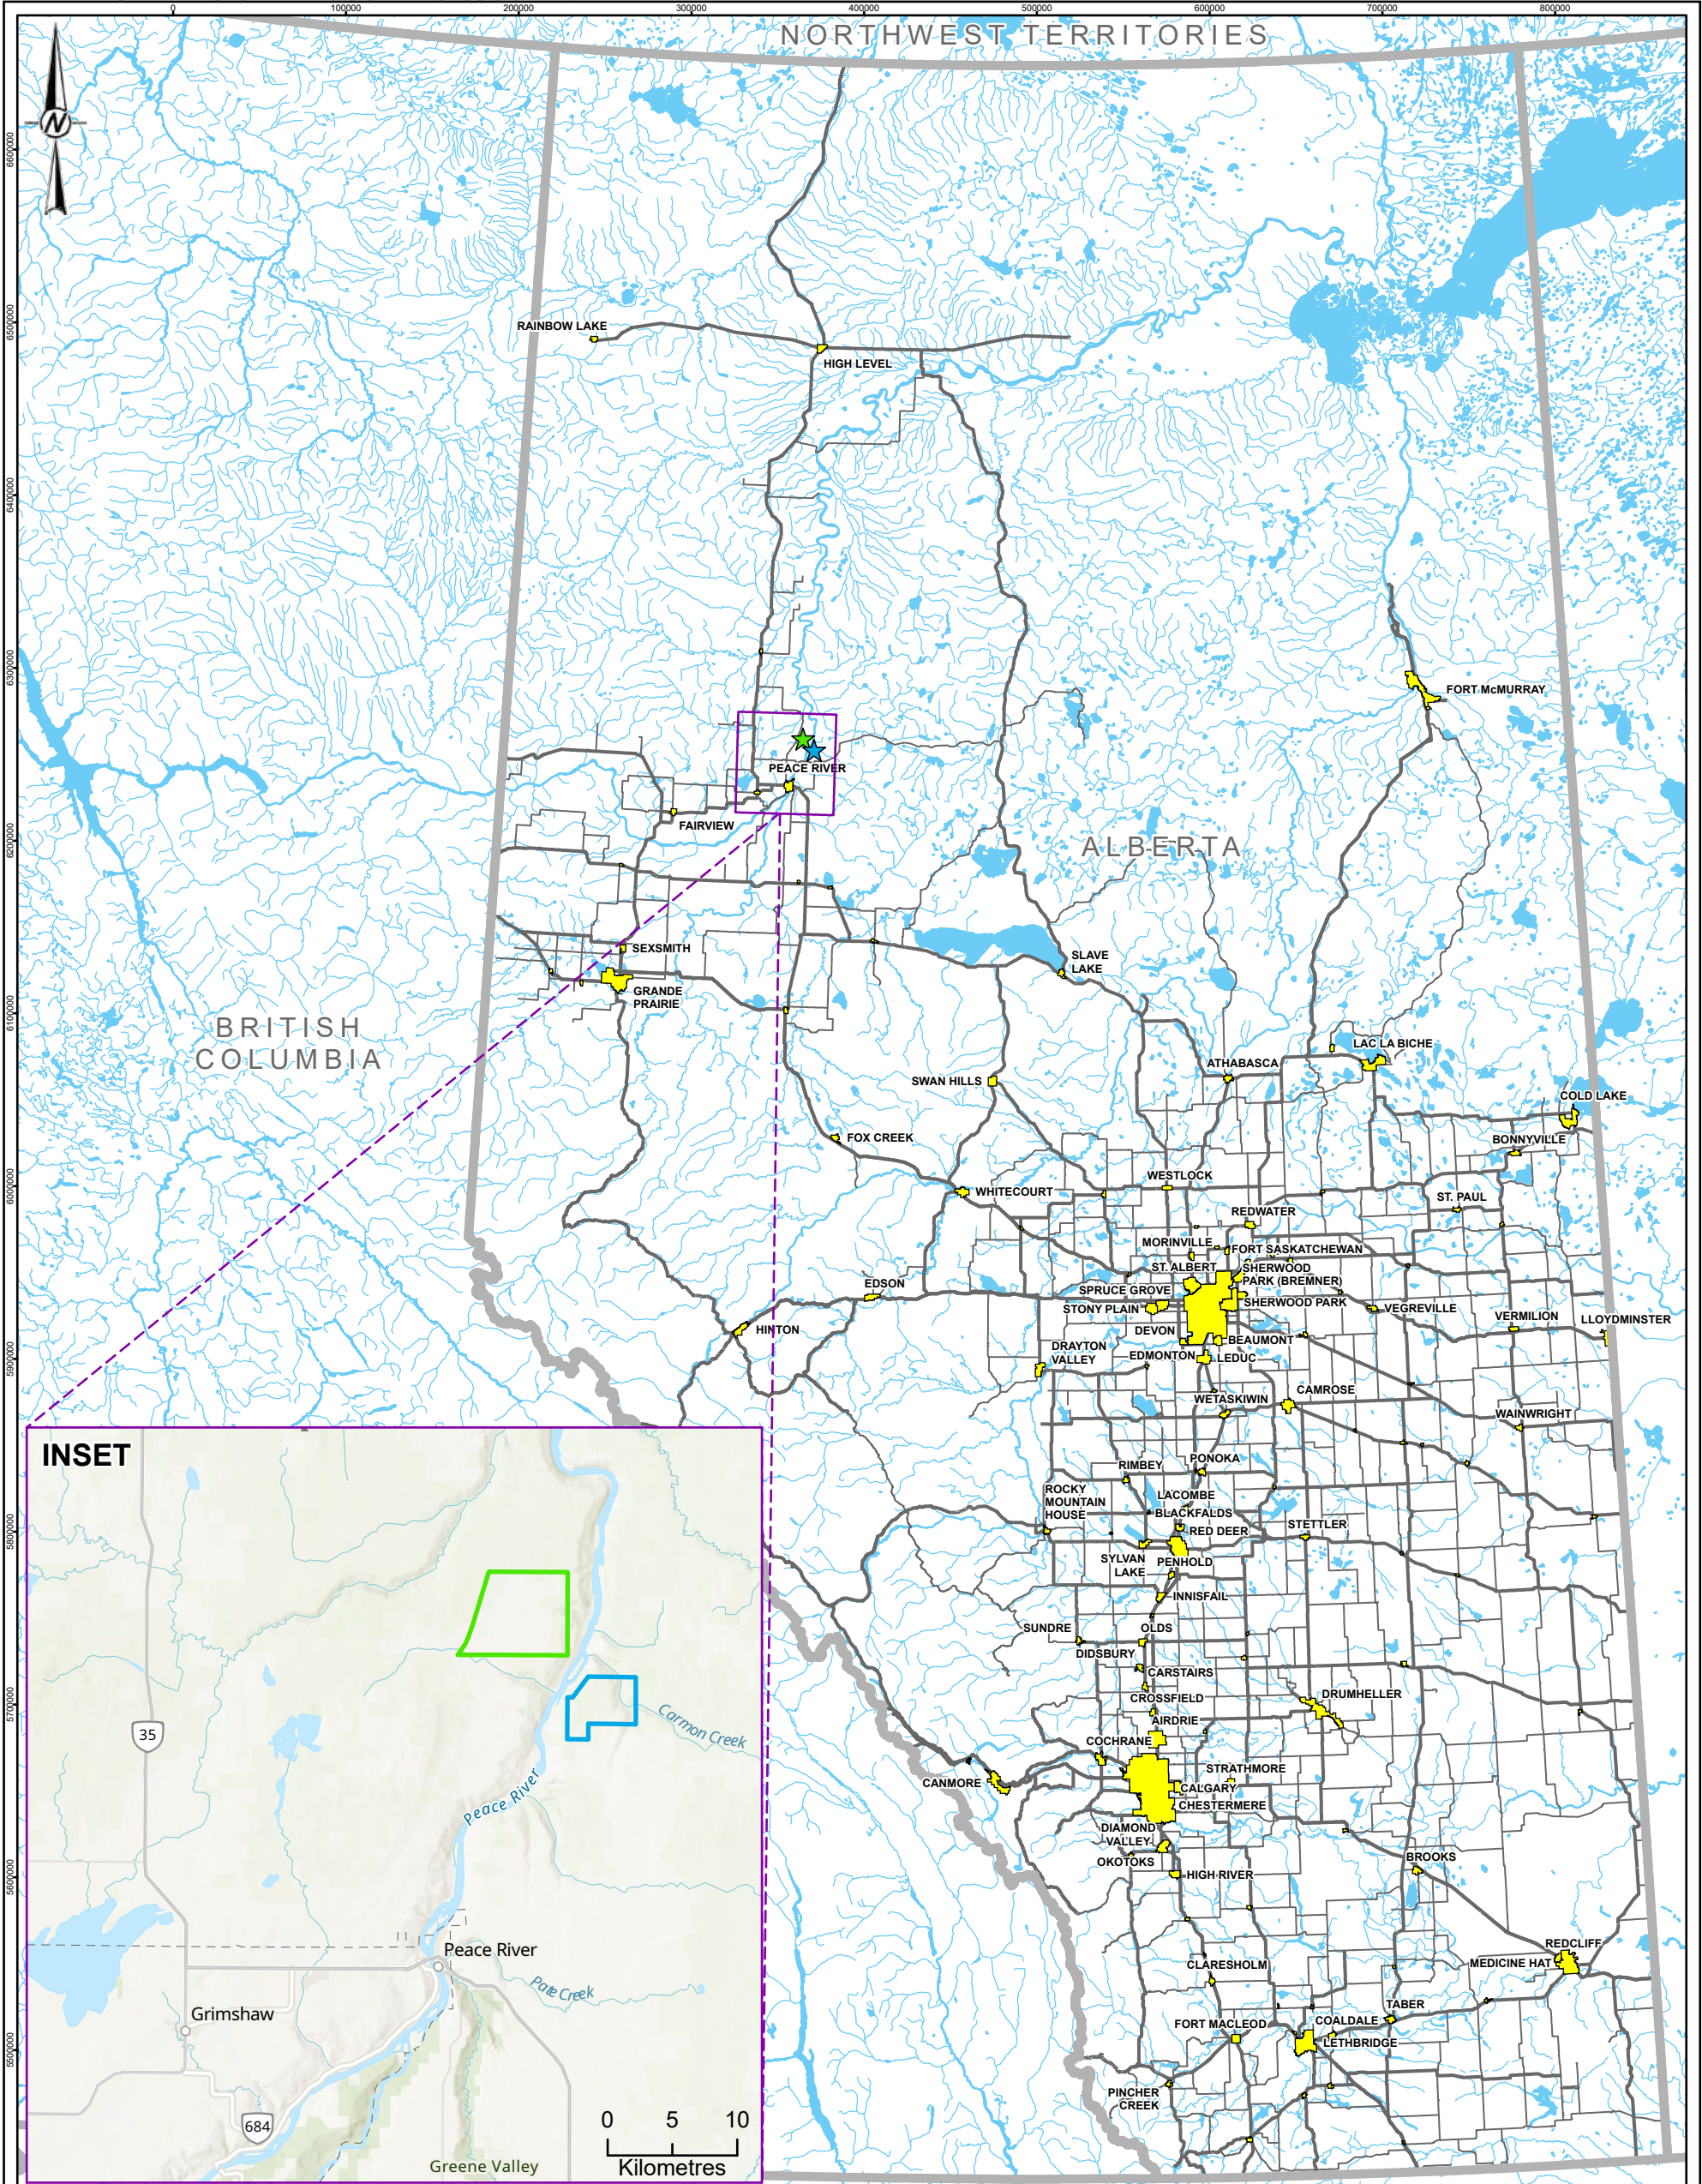 0
100000
200000
300000
400000
500000
600000
700000
800000
NORTHWEST TERRITORIES
N
6600000
6500000
RAINBOW LAKE
HIGH LEVEL
6400000
6300000
FORT McMURRAY
PEACE RIVER
FAIRVIEW
6200000
ALBERTA
SEXSMITH
SLAVE
LAKE
GRANDE
PRAIRIE
6100000
BRITISH
COLUMBIA
LAC LA BICHE
ATHABASCA
SWAN HILLS
COLD LAKE
FOX CREEK
BONNYVILLE
WESTLOCK
6000000
WHITECOURT
ST. PAUL
REDWATER
MORINVILLE
FORT SASKATCHEWAN
ST. ALBERT
SHERWOOD
PARK (BREMNER)
EDSON
SPRUCE GROVE
SHERWOOD PARK
STONY PLAIN
VEGREVILLE
VERMILION
LLOYDMINSTER
HINTON
DEVON
BEAUMONT
5900000
DRAYTON
VALLEY
EDMONTON
LEDUC
WETASKIWIN
CAMROSE
WAINWRIGHT
INSET
PONOKA
RIMBEY
ROCKY
MOUNTAIN
HOUSE
LACOMBE
BLACKFALDS
5800000
RED DEER
STETTLER
SYLVAN
LAKE
PENHOLD
INNISFAIL
SUNDRE
OLDS
DIDSBURY
CARSTAIRS
5700000
CROSSFIELD
DRUMHELLER
AIRDRIE
COCHRANE
STRATHMORE
CANMORE
CALGARY
CHESTERMERE
DIAMOND
VALLEY
OKOTOKS
BROOKS
5600000
HIGH RIVER
REDCLIFF
MEDICINE HAT
CLARESHOLM
TABER
FORT MACLEOD
COALDALE
LETHBRIDGE
5500000
PINCHER
CREEK
35
Carmon Creek
Peace River
Peace River
Pate Creek
Grimshaw
684
Greene Valley
0 5 10
Kilometres